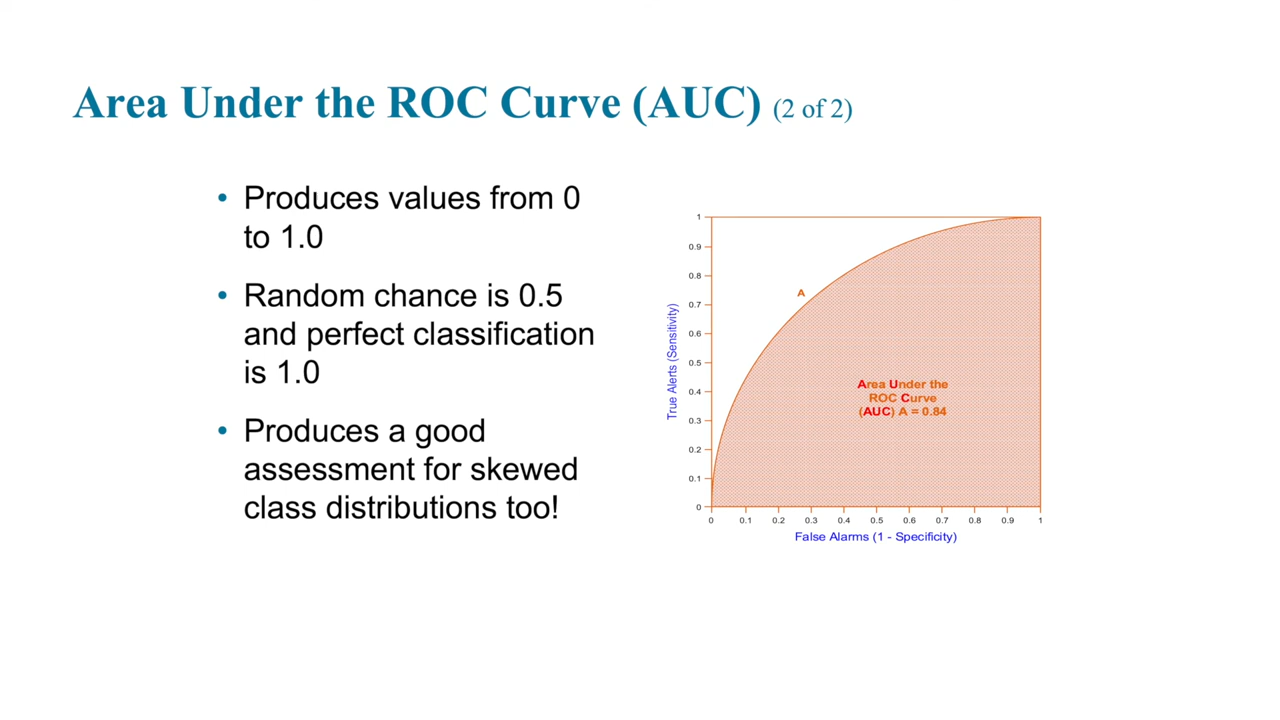 Area Under the ROC Curve (AUC) (2 of 2)
• Produces values from 0
to 1.0
• Random chance is 0.5
and perfect classification
is 1.0
• Produces a good
assessment for skewed
class distributions too!
True Alerts (Sensitivity)
1
0.9
0.8
0.7
0.6
0.5
0.4
0.3
0.2
0.1
0
A
Area Under the
ROC Curve
(AUC) A = 0.84
0 0.1 0.2 0.3 0.4 0.5 0.6 0.7 0.8 0.9 1
False Alarms (1 - Specificity)